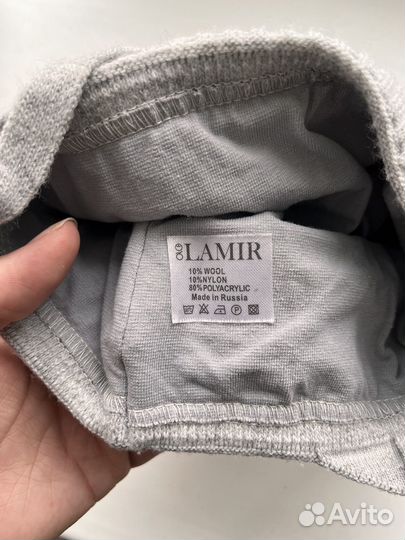 LAMIR
10% WOOL
10%NYLON
80%POLYACRYLIC
Made in Russia
Avito